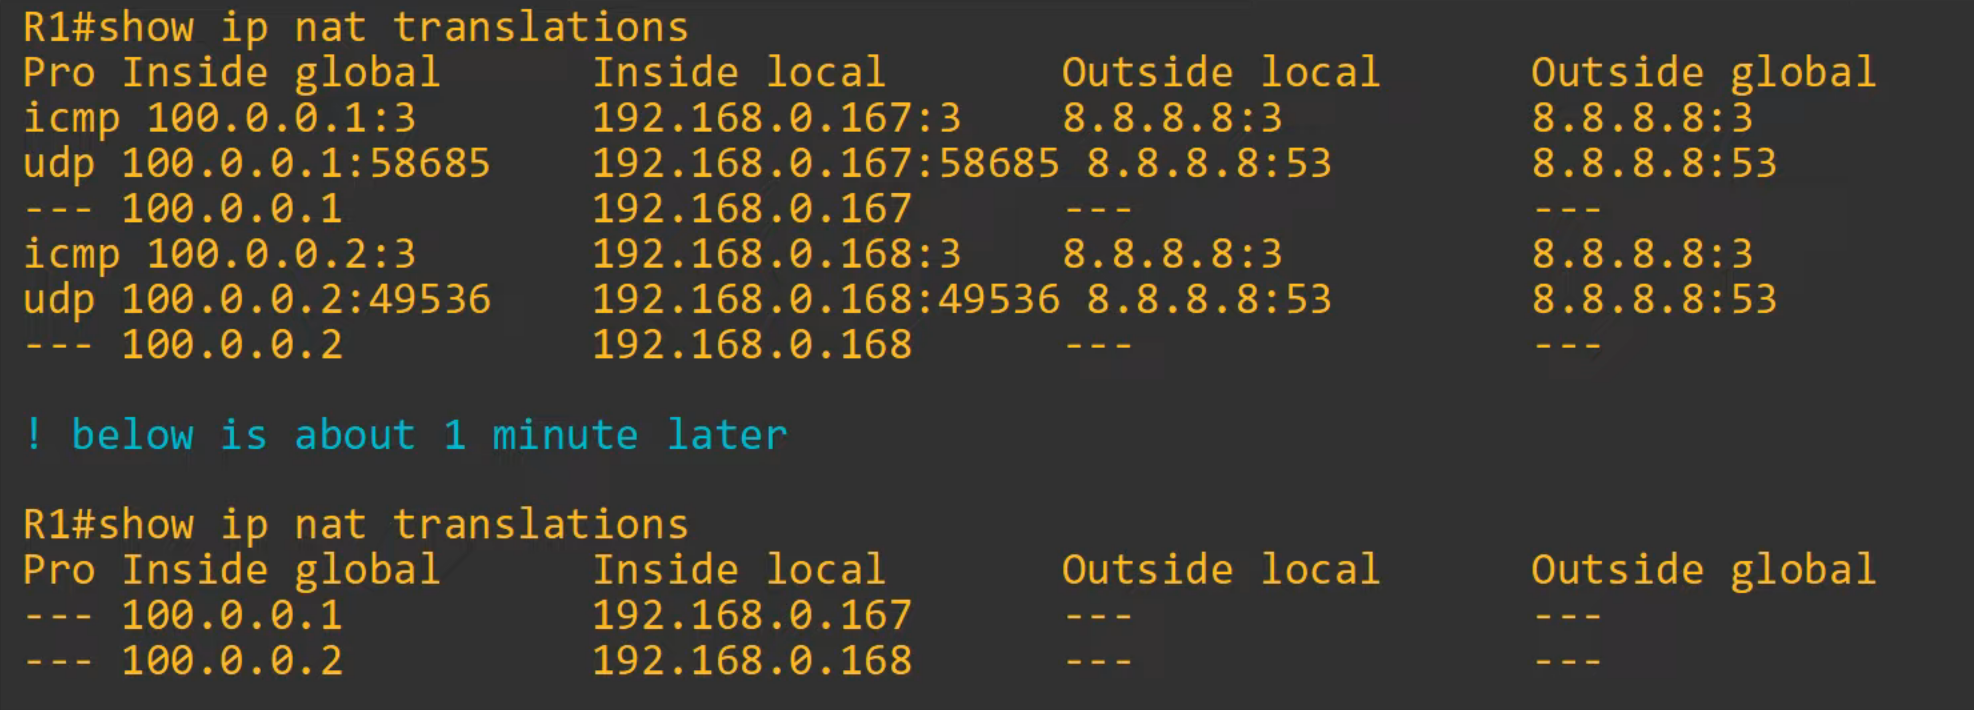 R1#show ip nat translations
Pro Inside global Inside local Outside local Outside global
icmp 100.0.0.1:3 192.168.0.167:3 8.8.8.8:3 8.8.8.8:3
udp 100.0.0.1:58685 192.168.0.167:58685 8.8.8.8:53 8.8.8.8:53
--- 100.0.0.1 192.168.0.167 --- ---
icmp 100.0.0.2:3 192.168.0.168:3 8.8.8.8:3 8.8.8.8:3
udp 100.0.0.2:49536 192.168.0.168:49536 8.8.8.8:53 8.8.8.8:53
--- 100.0.0.2 192.168.0.168 --- ---
! below is about 1 minute later
R1#show ip nat translations
Pro Inside global Inside local Outside local Outside global
--- 100.0.0.1 192.168.0.167 --- ---
--- 100.0.0.2 192.168.0.168 --- ---